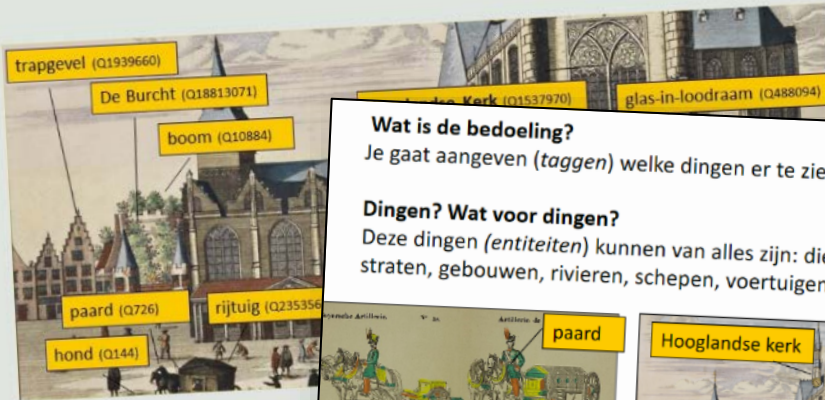 trapgevel (Q1939660)
De Burcht (Q18813071)
boom (Q10884)
Kerk (Q1537970)
glas-in-loodraam (Q488094)
paard (Q726)
rijtuig (Q235356
hond (Q144)
Wat is de bedoeling?
Je gaat aangeven (taggen) welke dingen er te zie
Dingen? Wat voor dingen?
Deze dingen (entiteiten) kunnen van alles zijn: die
straten, gebouwen, rivieren, schepen, voertuigen
Artillerie de
paard
Hooglandse kerk